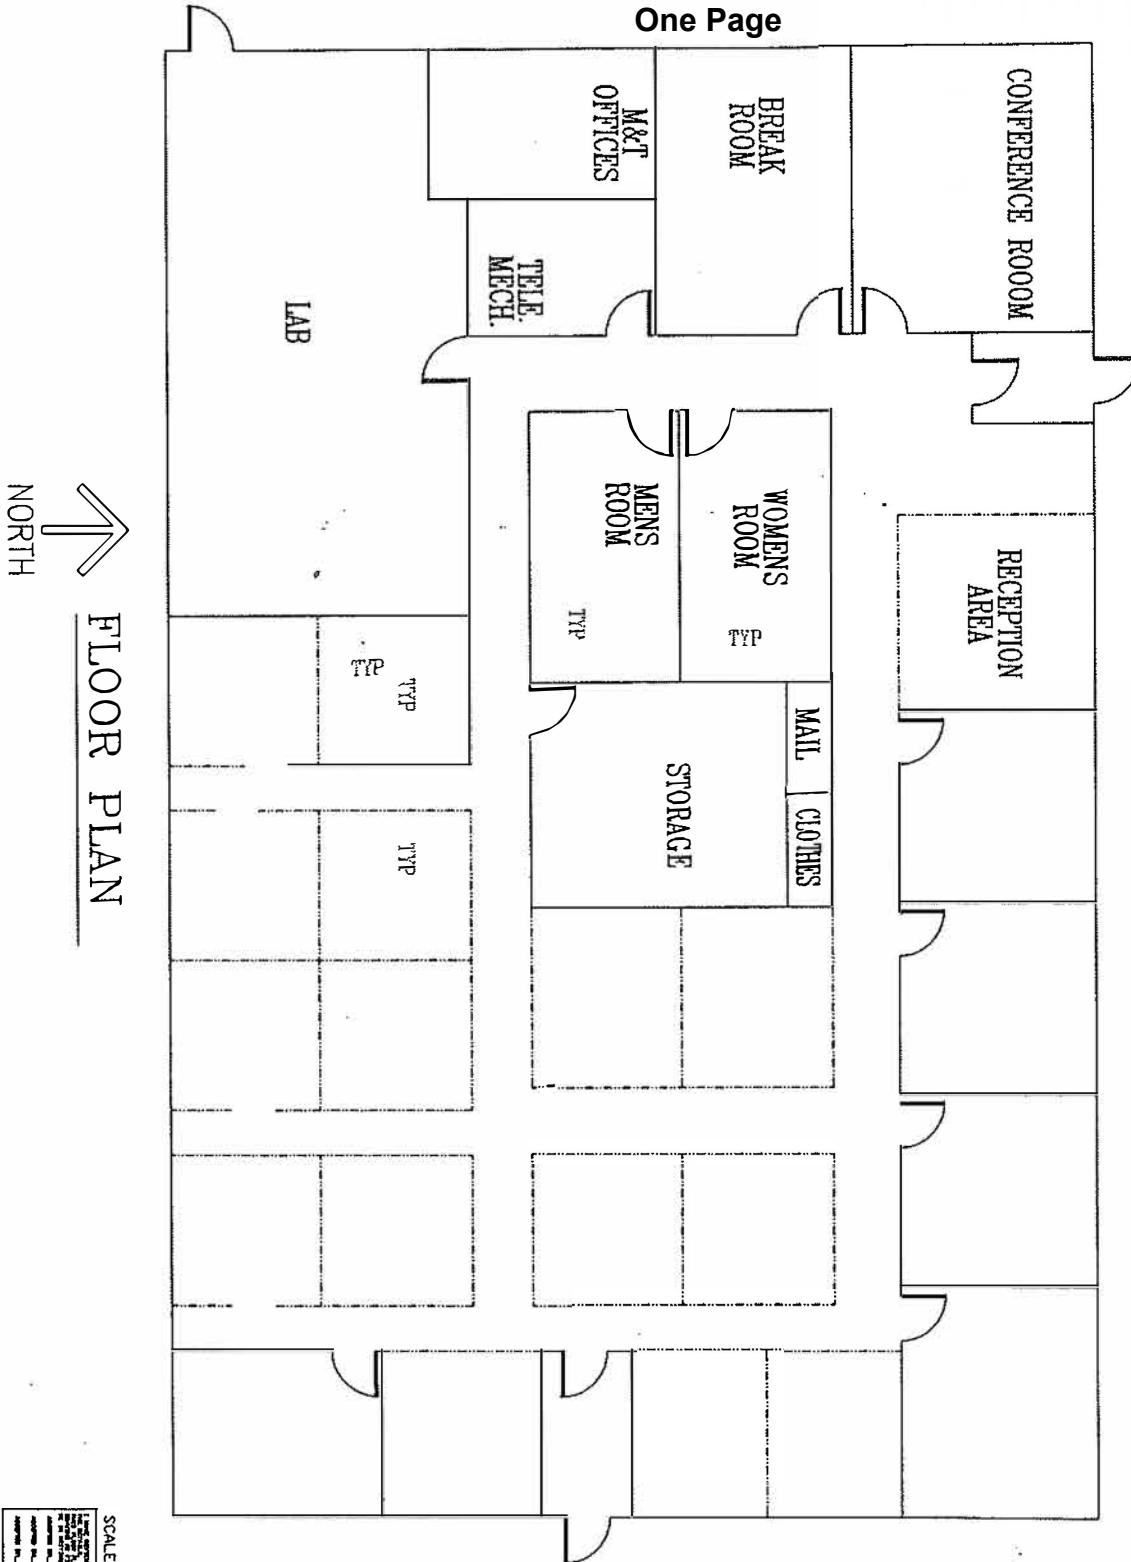 One Page
CONFERENCE ROOOM
BREAK
ROOM
M&T
OFFICES
TELE.
MECH.
LAB
RECEPTION
AREA
WOMENS
ROOM
TYP
MENS
ROOM
TYP
MAIL
CLOTHES
STORAGE
TYP
TYP
TYP
NORTH
FLOOR PLAN
SCALE